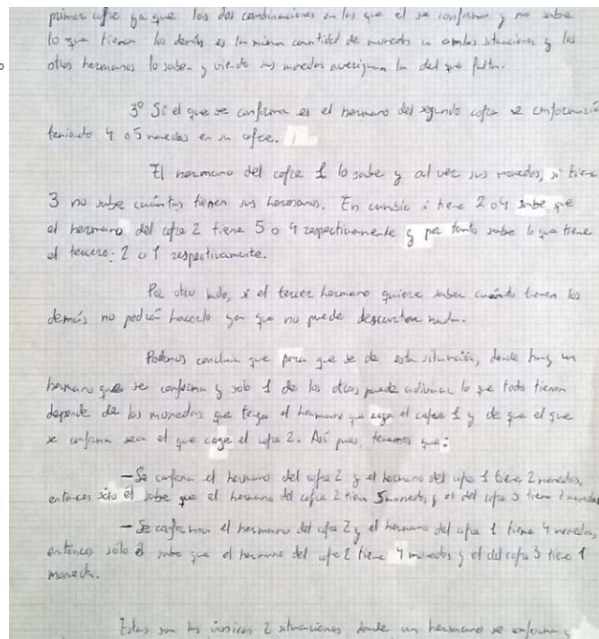 primer cofre ya que las dos combinaciones en las que el se conforma y no sabe
lo que tienen los demás es la misma cantidad de monedas en ambas situaciones y los
otros hermanos lo saben y viendo sus monedas averiguan la del que falta.
3º Si el que se conforma es el hermano del segundo cofre se conformaría
teniendo 4 o 5 monedas en su cofre.
El hermano del cofre 1 lo sabe y al ver sus monedas, si tiene
3 no sabe cuántas tienen sus hermanos. En cambio si tiene 2 o 4 sabe que
el hermano del cofre 2 tiene 5 o 4 respectivamente y por tanto sabe lo que tiene
el tercero: 2 o 1 respectivamente.
Por otro lado, si el tercer hermano quiere saber cuánto tienen los
demás no podrá hacerlo ya que no puede descartar nada.
Podemos concluir que para que se de esta situación, donde hay un
hermano que se conforma y solo 1 de los otros puede adivinar lo que todo tienen
depende de las monedas que tenga el hermano que coga el cofre 1 y de que el que
se conforma sea el que coge el cofre 2. Así pues, tenemos que:
- Se conforma el hermano del cofre 2 y el hermano del cofre 1 tiene 2 monedas,
entonces sólo él sabe que el hermano del cofre 2 tiene 5 monedas y el del cofre 3 tiene 2 monedas
- Se conforma el hermano del cofre 2 y el hermano del cofre 1 tiene 4 monedas,
entonces sólo él sabe que el hermano del cofre 2 tiene 4 monedas y el del cofre 3 tiene 1
moneda.
Estas son las únicas 2 situaciones donde un hermano se conforma y